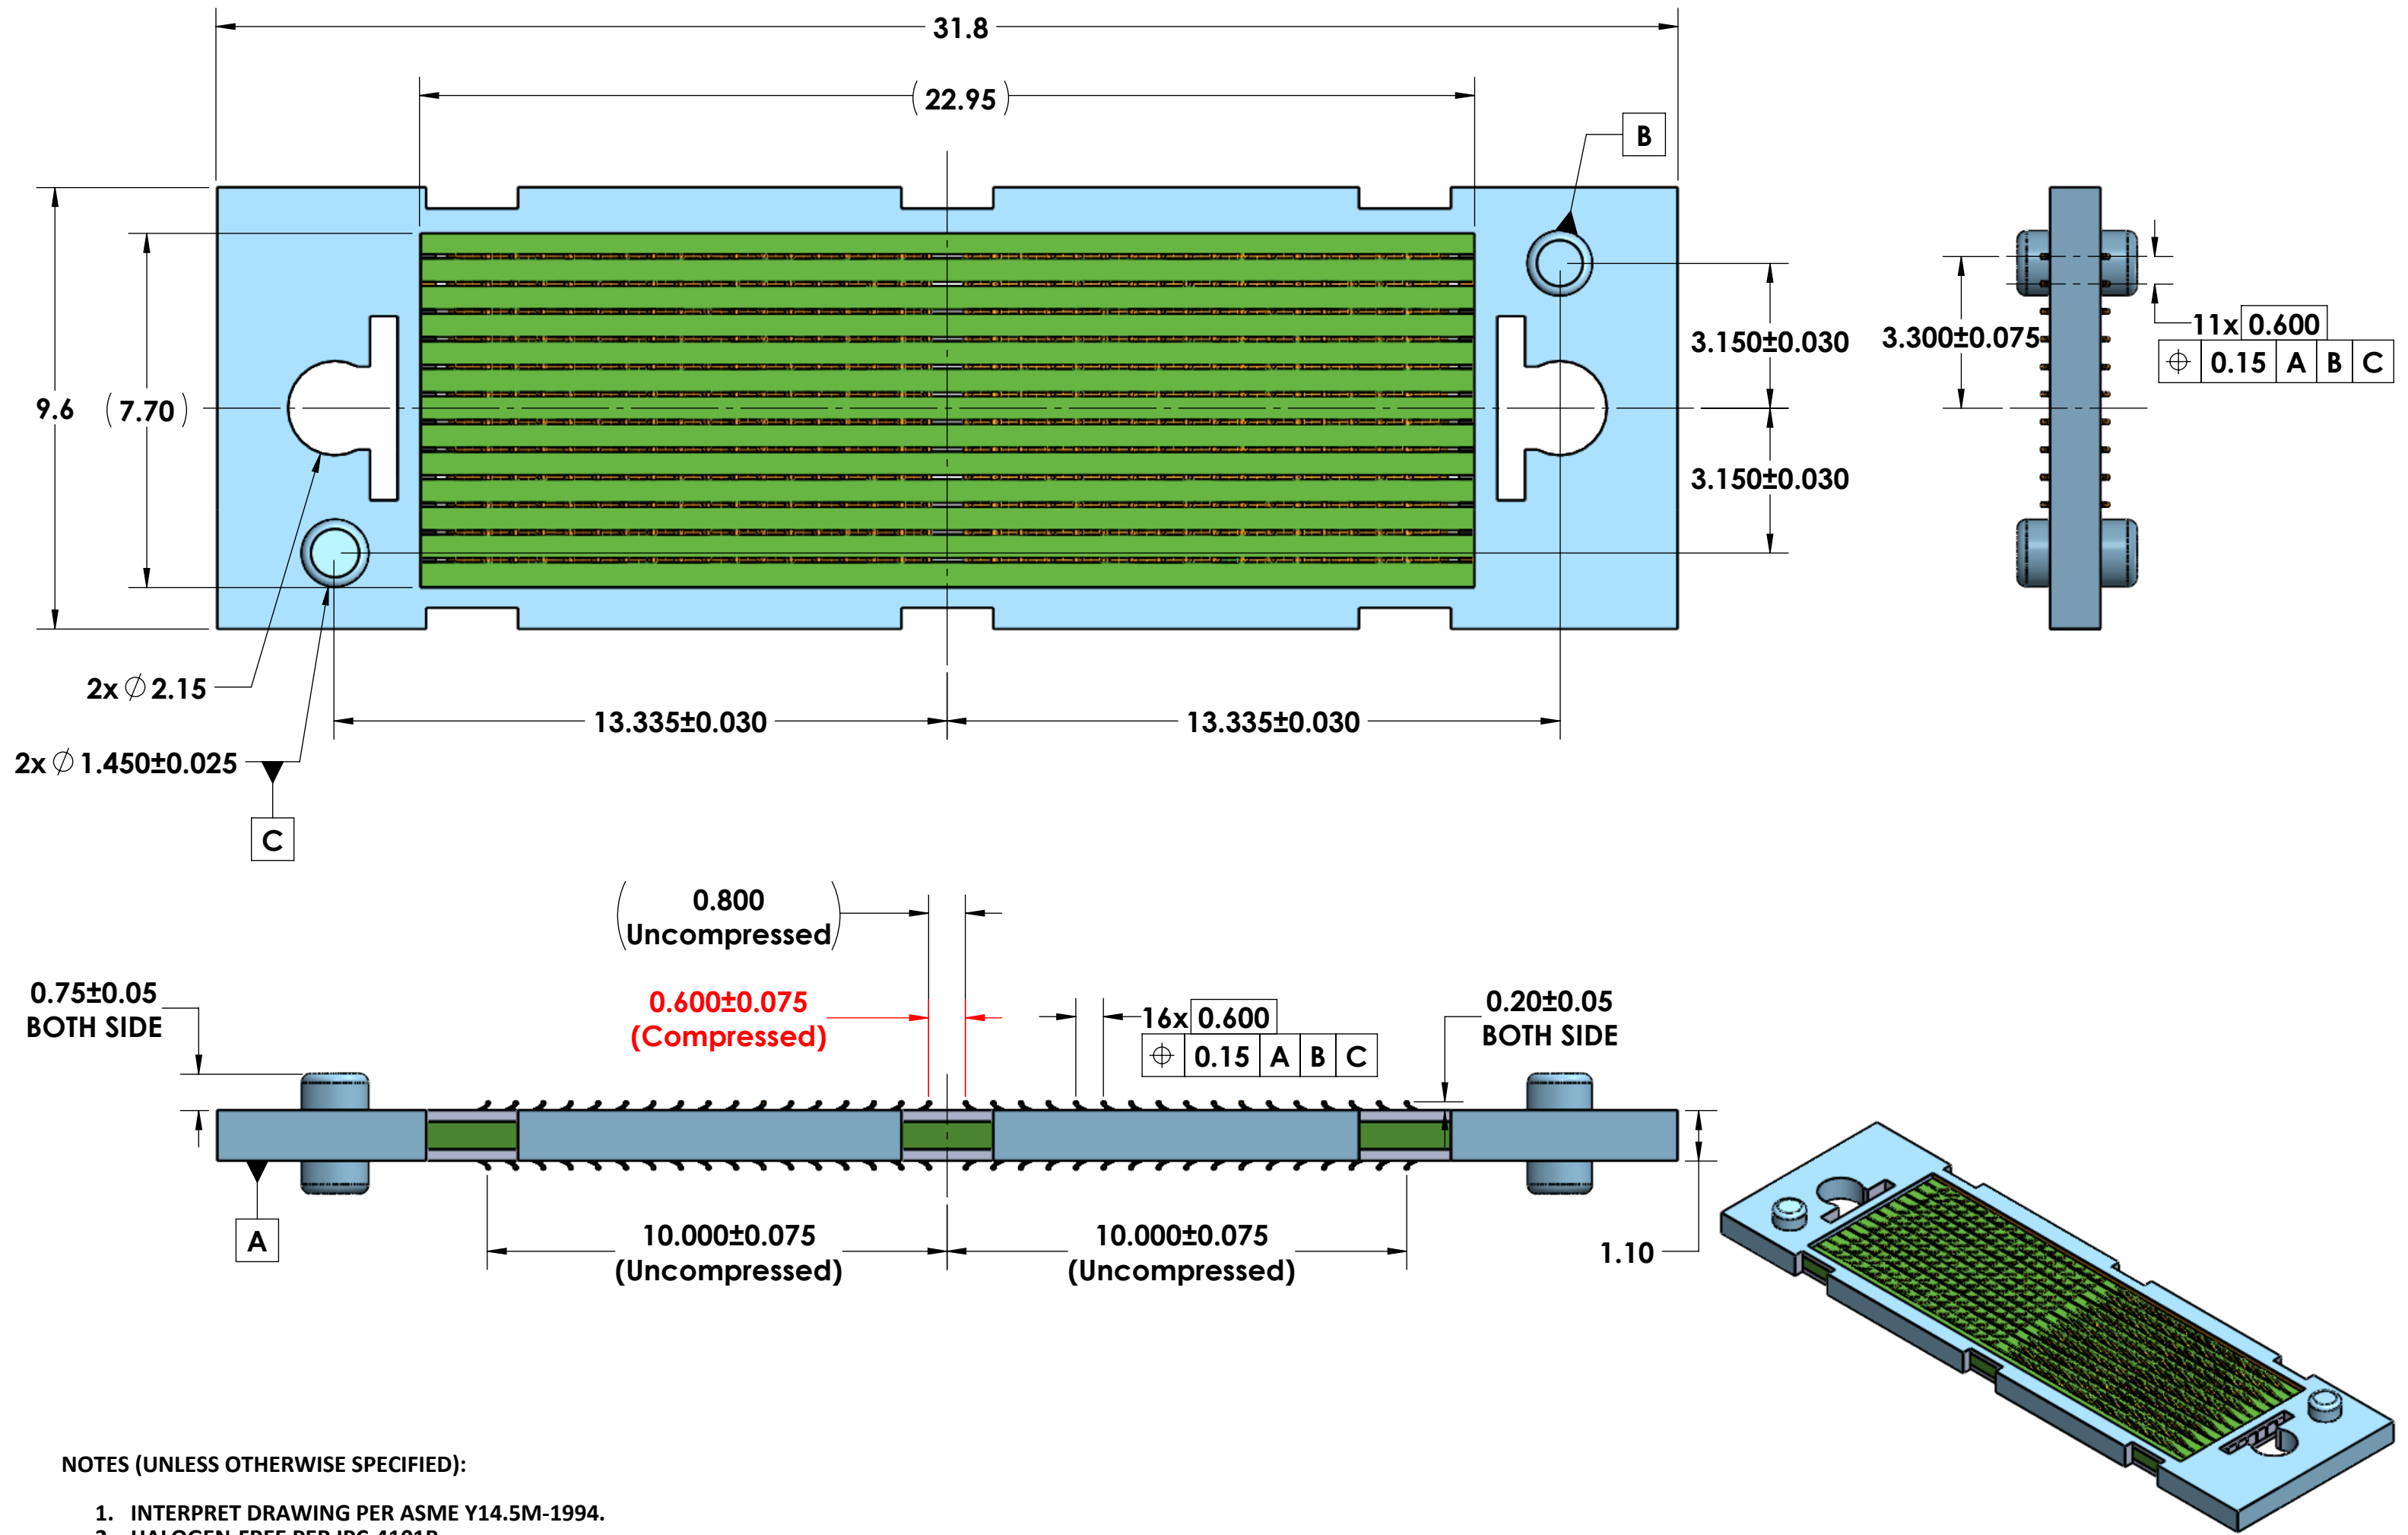 31.8
(22.95)
B
9.6
(7.70)
3.150±0.030
3.150±0.030
3.300±0.075
11x 0.600
⌖ 0.15 A B C
2x ∅ 2.15
13.335±0.030
13.335±0.030
2x ∅ 1.450±0.025
C
(0.800
Uncompressed)
0.75±0.05
BOTH SIDE
0.600±0.075
(Compressed)
16x 0.600
⌖ 0.15 A B C
0.20±0.05
BOTH SIDE
A
10.000±0.075
(Uncompressed)
10.000±0.075
(Uncompressed)
1.10
NOTES (UNLESS OTHERWISE SPECIFIED):
1. INTERPRET DRAWING PER ASME Y14.5M-1994.